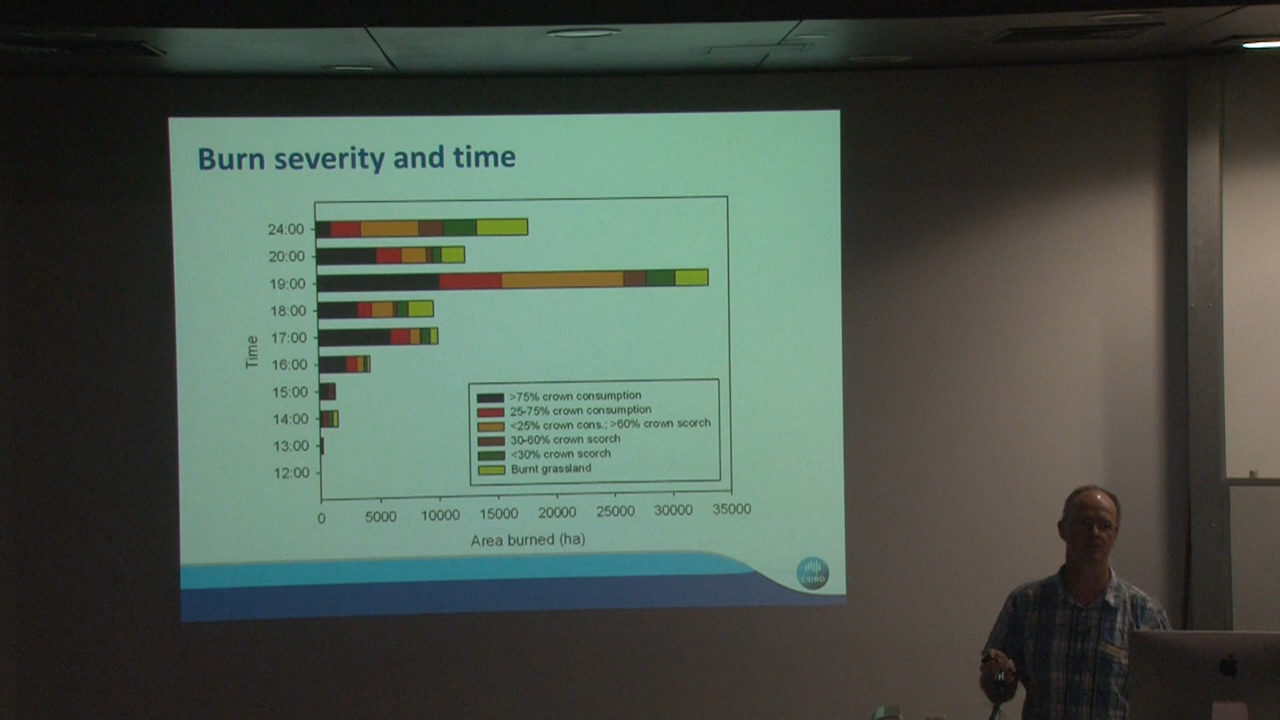 Burn severity and time
24:00
20:00
19:00
18:00
17:00
16:00
15:00
14:00
13:00
12:00
Time
>75% crown consumption
25-75% crown consumption
<25% crown cons.; >60% crown scorch
30-60% crown scorch
<30% crown scorch
Burnt grassland
0 5000 10000 15000 20000 25000 30000 35000
Area burned (ha)
CSIRO